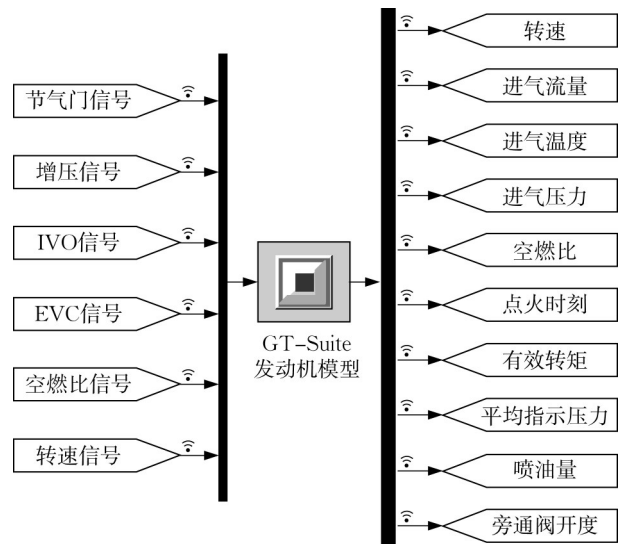 节气门信号
增压信号
IVO信号
EVC信号
空燃比信号
转速信号
GT-Suite
发动机模型
转速
进气流量
进气温度
进气压力
空燃比
点火时刻
有效转矩
平均指示压力
喷油量
旁通阀开度